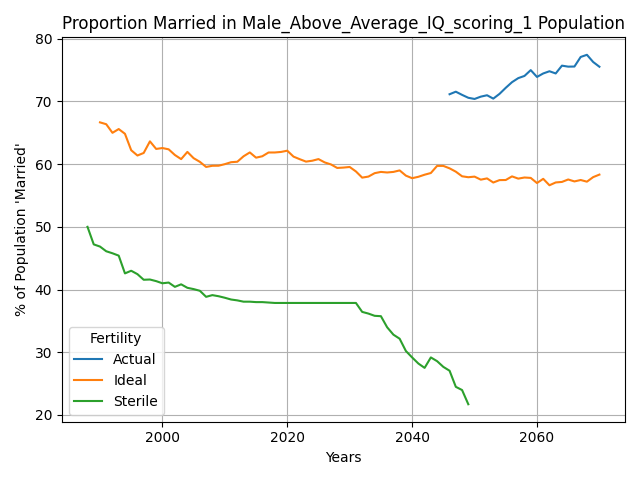 Proportion Married in Male_Above_Average_IQ_scoring_1 Population
% of Population 'Married'
80
70
60
50
40
30
20
Fertility
Actual
Ideal
Sterile
2000
2020
2040
2060
Years